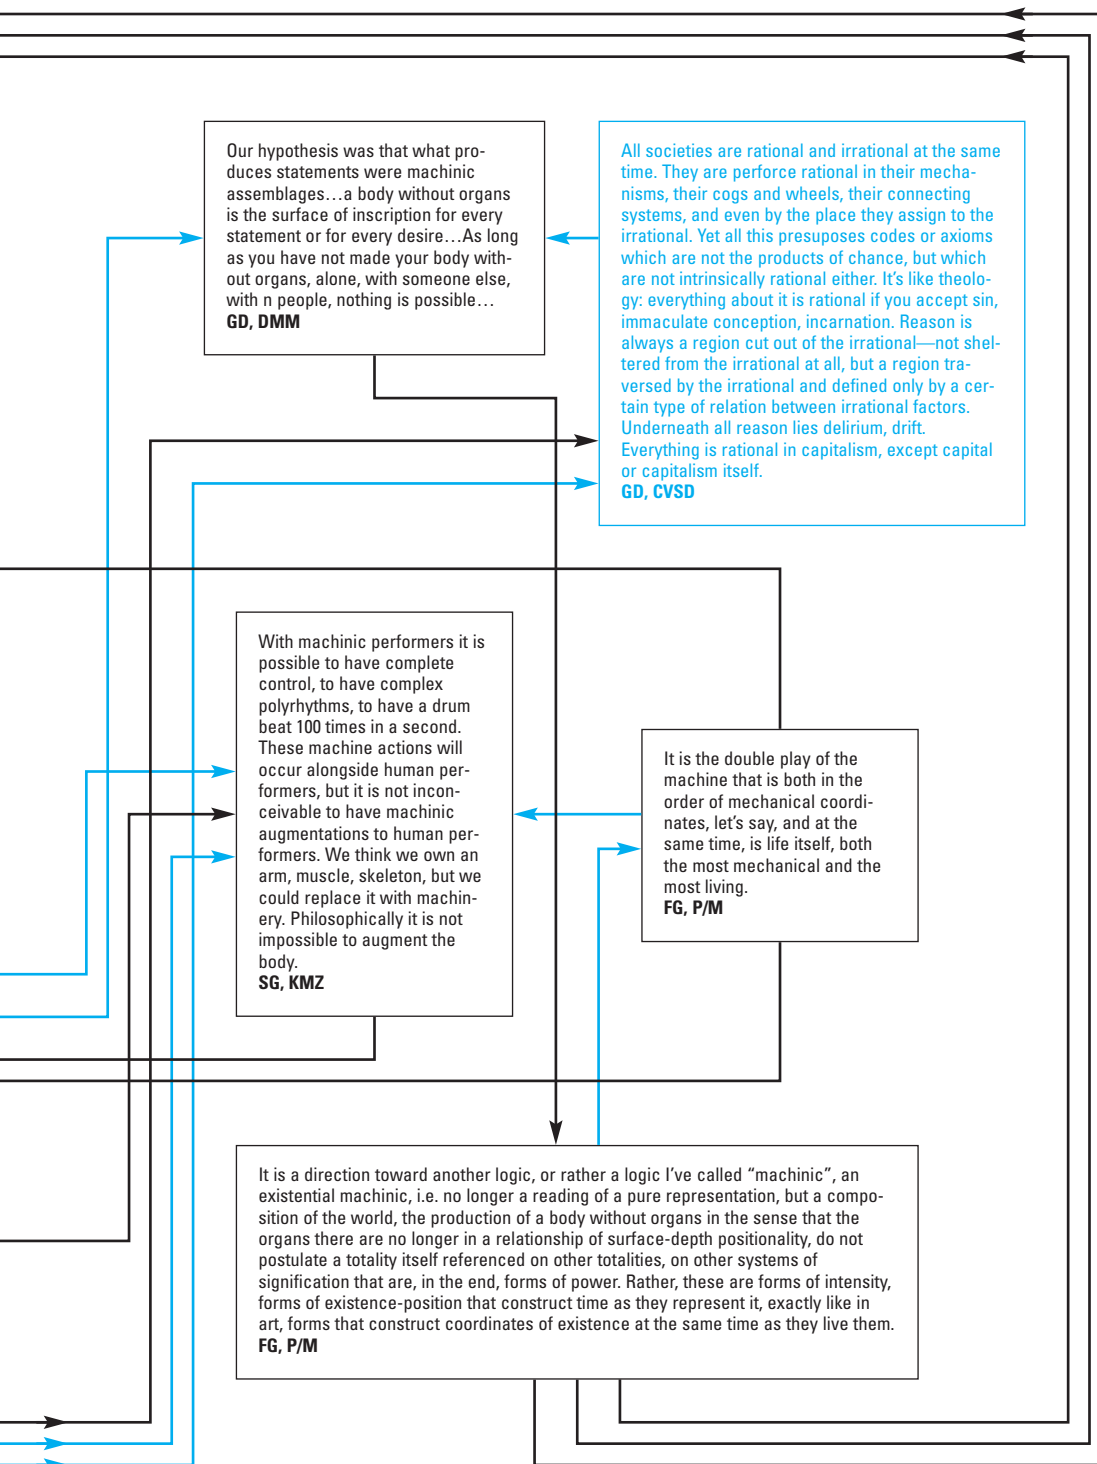 Our hypothesis was that what pro-
duces statements were machinic
assemblages…a body without organs
is the surface of inscription for every
statement or for every desire…As long
as you have not made your body with-
out organs, alone, with someone else,
with n people, nothing is possible…
GD, DMM
All societies are rational and irrational at the same
time. They are perforce rational in their mecha-
nisms, their cogs and wheels, their connecting
systems, and even by the place they assign to the
irrational. Yet all this presuposes codes or axioms
which are not the products of chance, but which
are not intrinsically rational either. It's like theolo-
gy: everything about it is rational if you accept sin,
immaculate conception, incarnation. Reason is
always a region cut out of the irrational—not shel-
tered from the irrational at all, but a region tra-
versed by the irrational and defined only by a cer-
tain type of relation between irrational factors.
Underneath all reason lies delirium, drift.
Everything is rational in capitalism, except capital
or capitalism itself.
GD, CVSD
With machinic performers it is
possible to have complete
control, to have complex
polyrhythms, to have a drum
beat 100 times in a second.
These machine actions will
occur alongside human per-
formers, but it is not incon-
ceivable to have machinic
augmentations to human per-
formers. We think we own an
arm, muscle, skeleton, but we
could replace it with machin-
ery. Philosophically it is not
impossible to augment the
body.
SG, KMZ
It is the double play of the
machine that is both in the
order of mechanical coordi-
nates, let's say, and at the
same time, is life itself, both
the most mechanical and the
most living.
FG, P/M
It is a direction toward another logic, or rather a logic I've called “machinic”, an
existential machinic, i.e. no longer a reading of a pure representation, but a compo-
sition of the world, the production of a body without organs in the sense that the
organs there are no longer in a relationship of surface-depth positionality, do not
postulate a totality itself referenced on other totalities, on other systems of
signification that are, in the end, forms of power. Rather, these are forms of intensity,
forms of existence-position that construct time as they represent it, exactly like in
art, forms that construct coordinates of existence at the same time as they live them.
FG, P/M